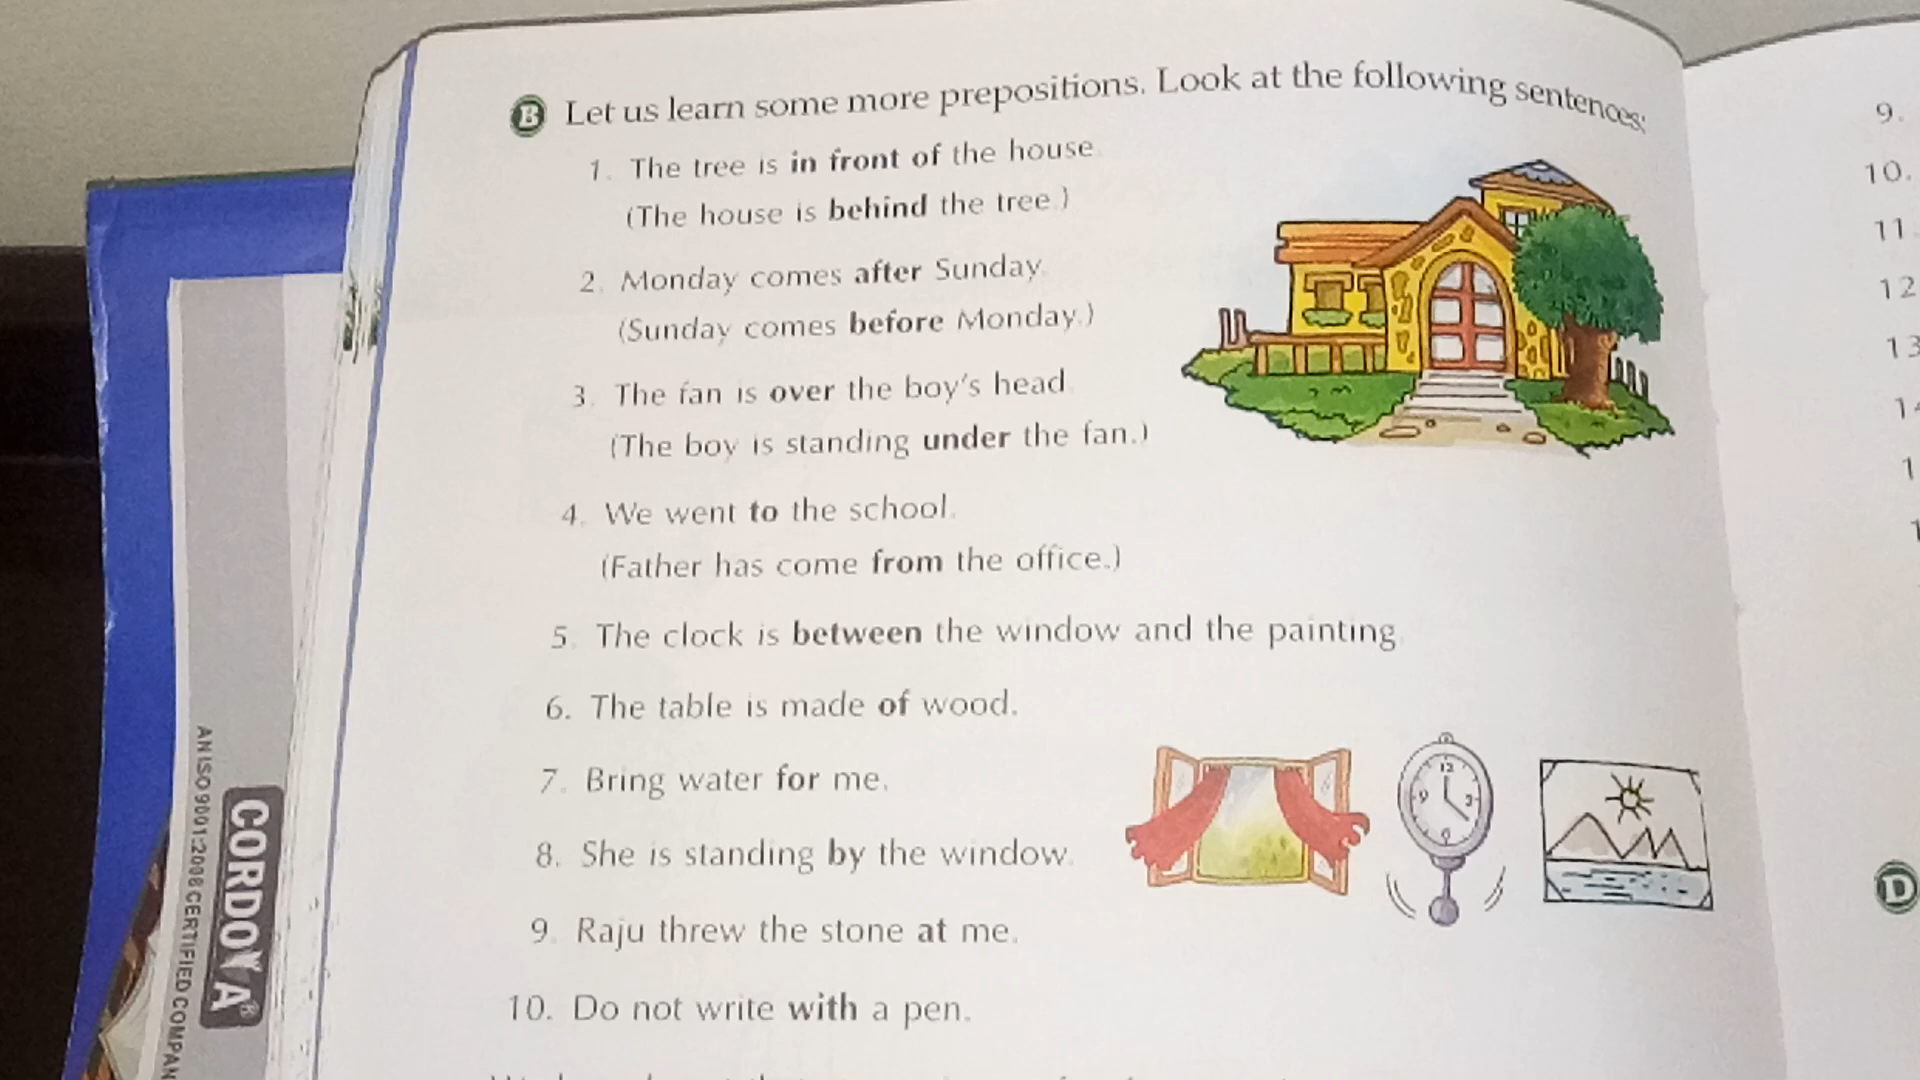 B Let us learn some more prepositions. Look at the following sentences:
1. The tree is in front of the house.
(The house is behind the tree.)
2. Monday comes after Sunday.
(Sunday comes before Monday.)
3. The fan is over the boy's head.
(The boy is standing under the fan.)
4. We went to the school.
(Father has come from the office.)
5. The clock is between the window and the painting.
6. The table is made of wood.
7. Bring water for me.
8. She is standing by the window.
9. Raju threw the stone at me.
10. Do not write with a pen.
12
9 3
6
CORDOVA®
AN ISO 9001:2008 CERTIFIED
9.
10.
11.
12
13
D